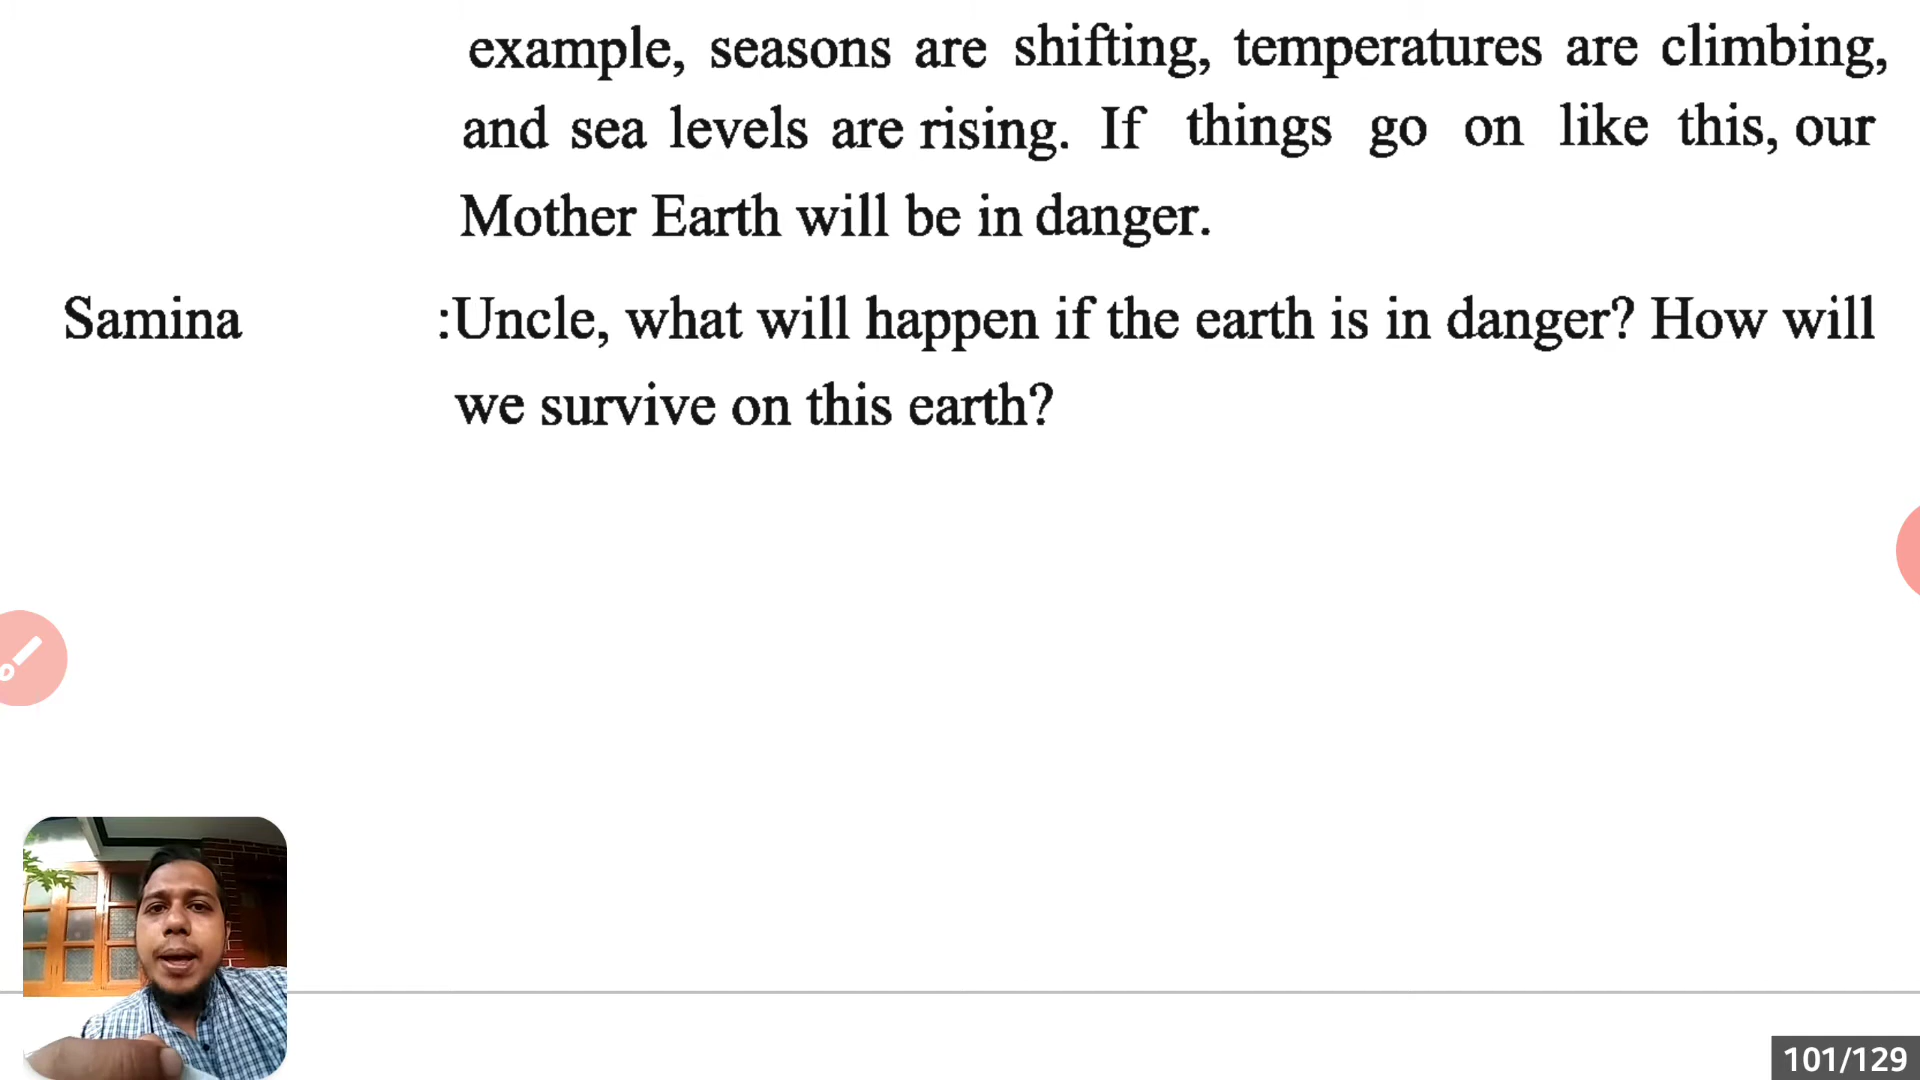 example, seasons are shifting, temperatures are climbing,
and sea levels are rising. If things go on like this, our
Mother Earth will be in danger.
Samina :Uncle, what will happen if the earth is in danger? How will
we survive on this earth?
101/129